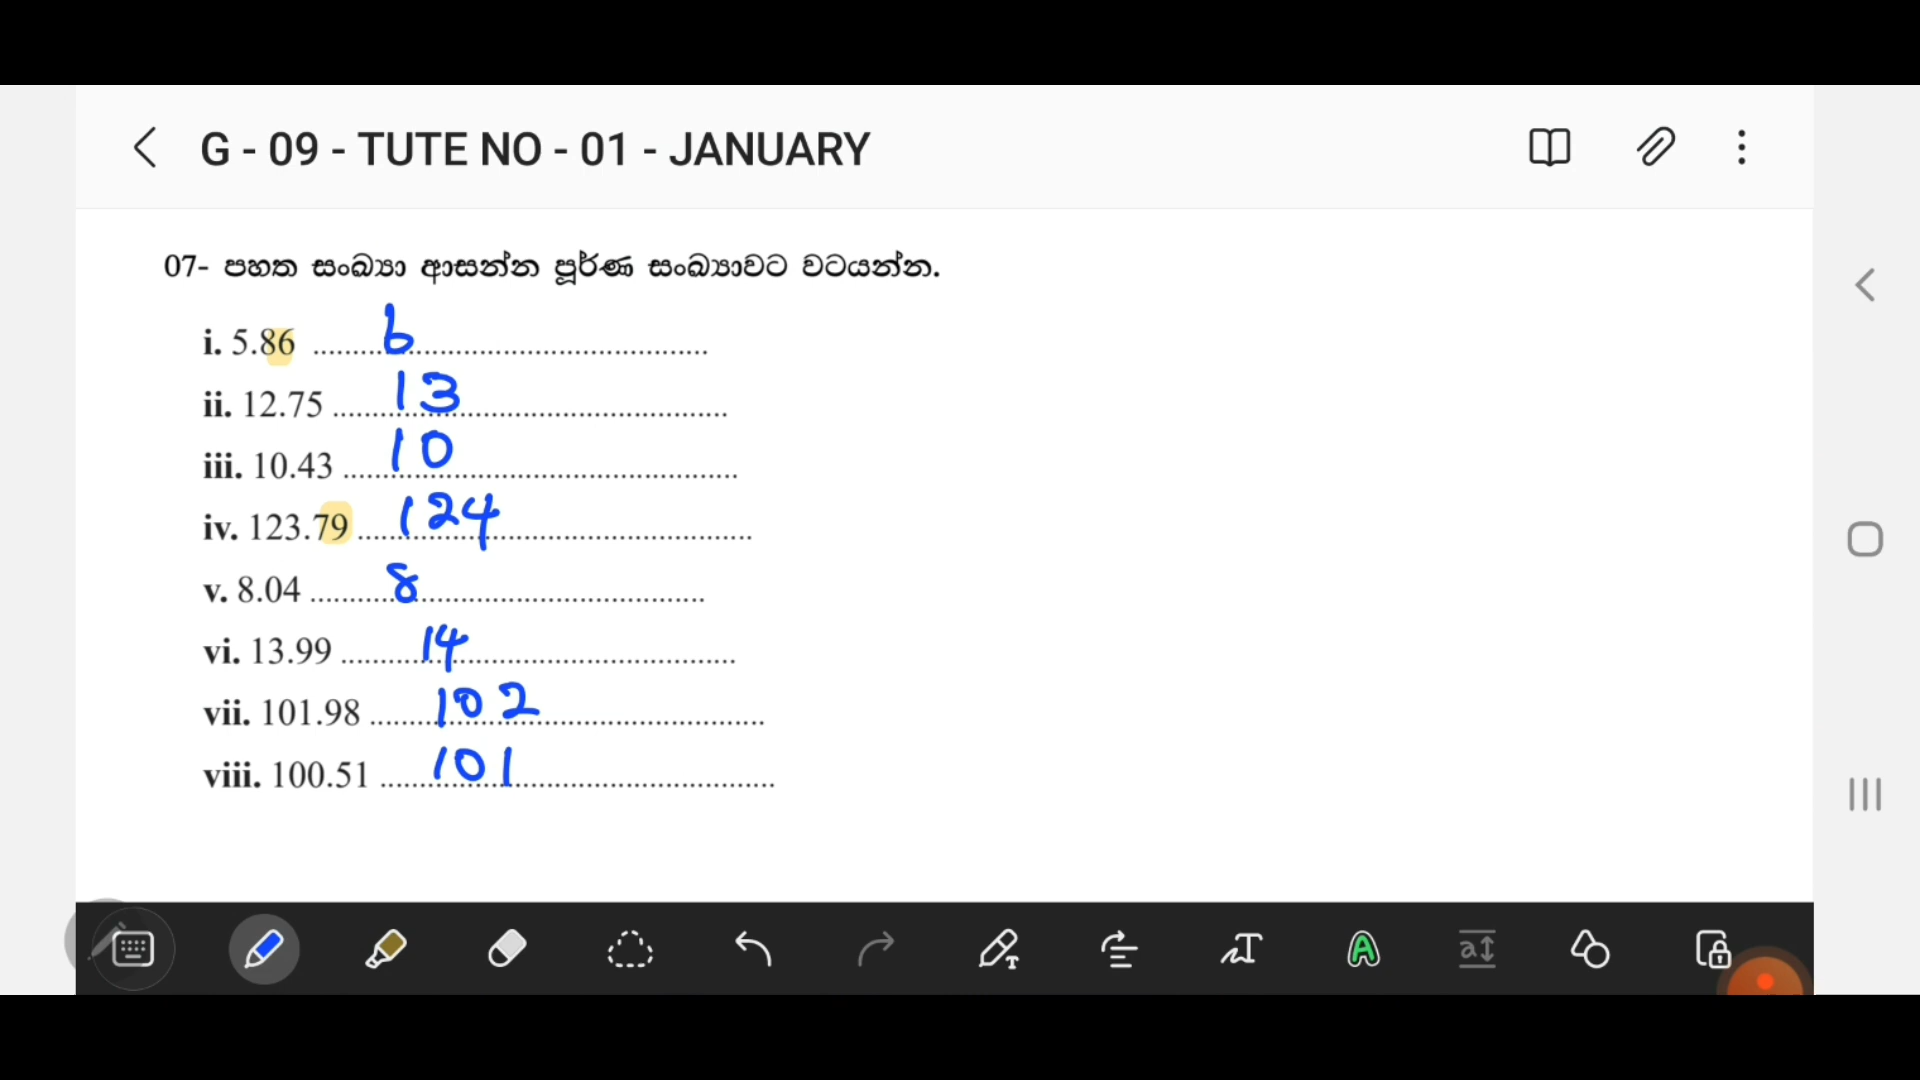 G - 09 - TUTE NO - 01 - JANUARY
07- පහත සංඛ්‍යා ආසන්න පූර්ණ සංඛ්‍යාවට වටයන්න.
i. 5.86 .......... 6
ii. 12.75 .......... 13
iii. 10.43 .......... 10
iv. 123.79 .......... 124
v. 8.04 .......... 8
vi. 13.99 .......... 14
vii. 101.98 .......... 102
viii. 100.51 .......... 101